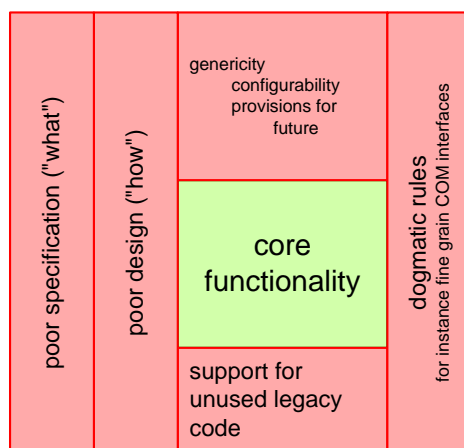 poor specification ("what")
poor design ("how")
genericity
configurability
provisions for
future
core
functionality
support for
unused legacy
code
dogmatic rules
for instance fine grain COM interfaces